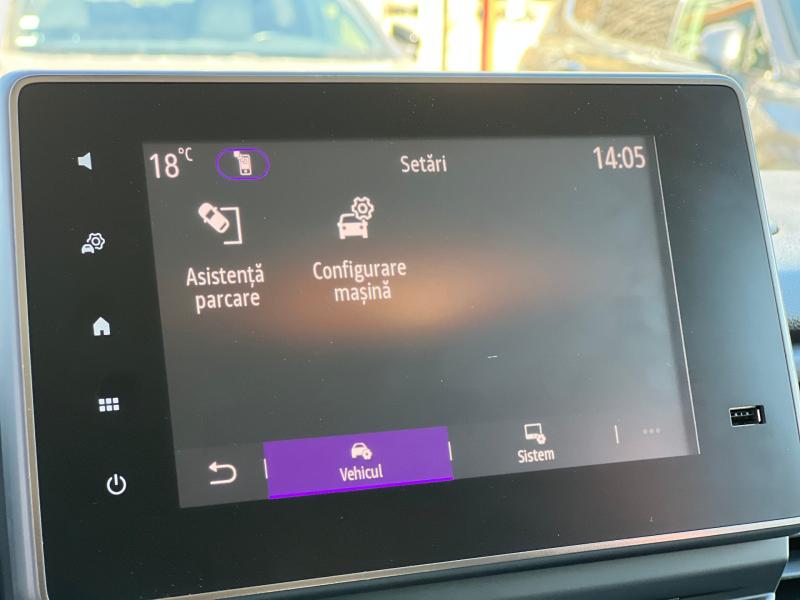 18°C Setări 14:05
Asistență parcare
Configurare mașină
Vehicul Sistem